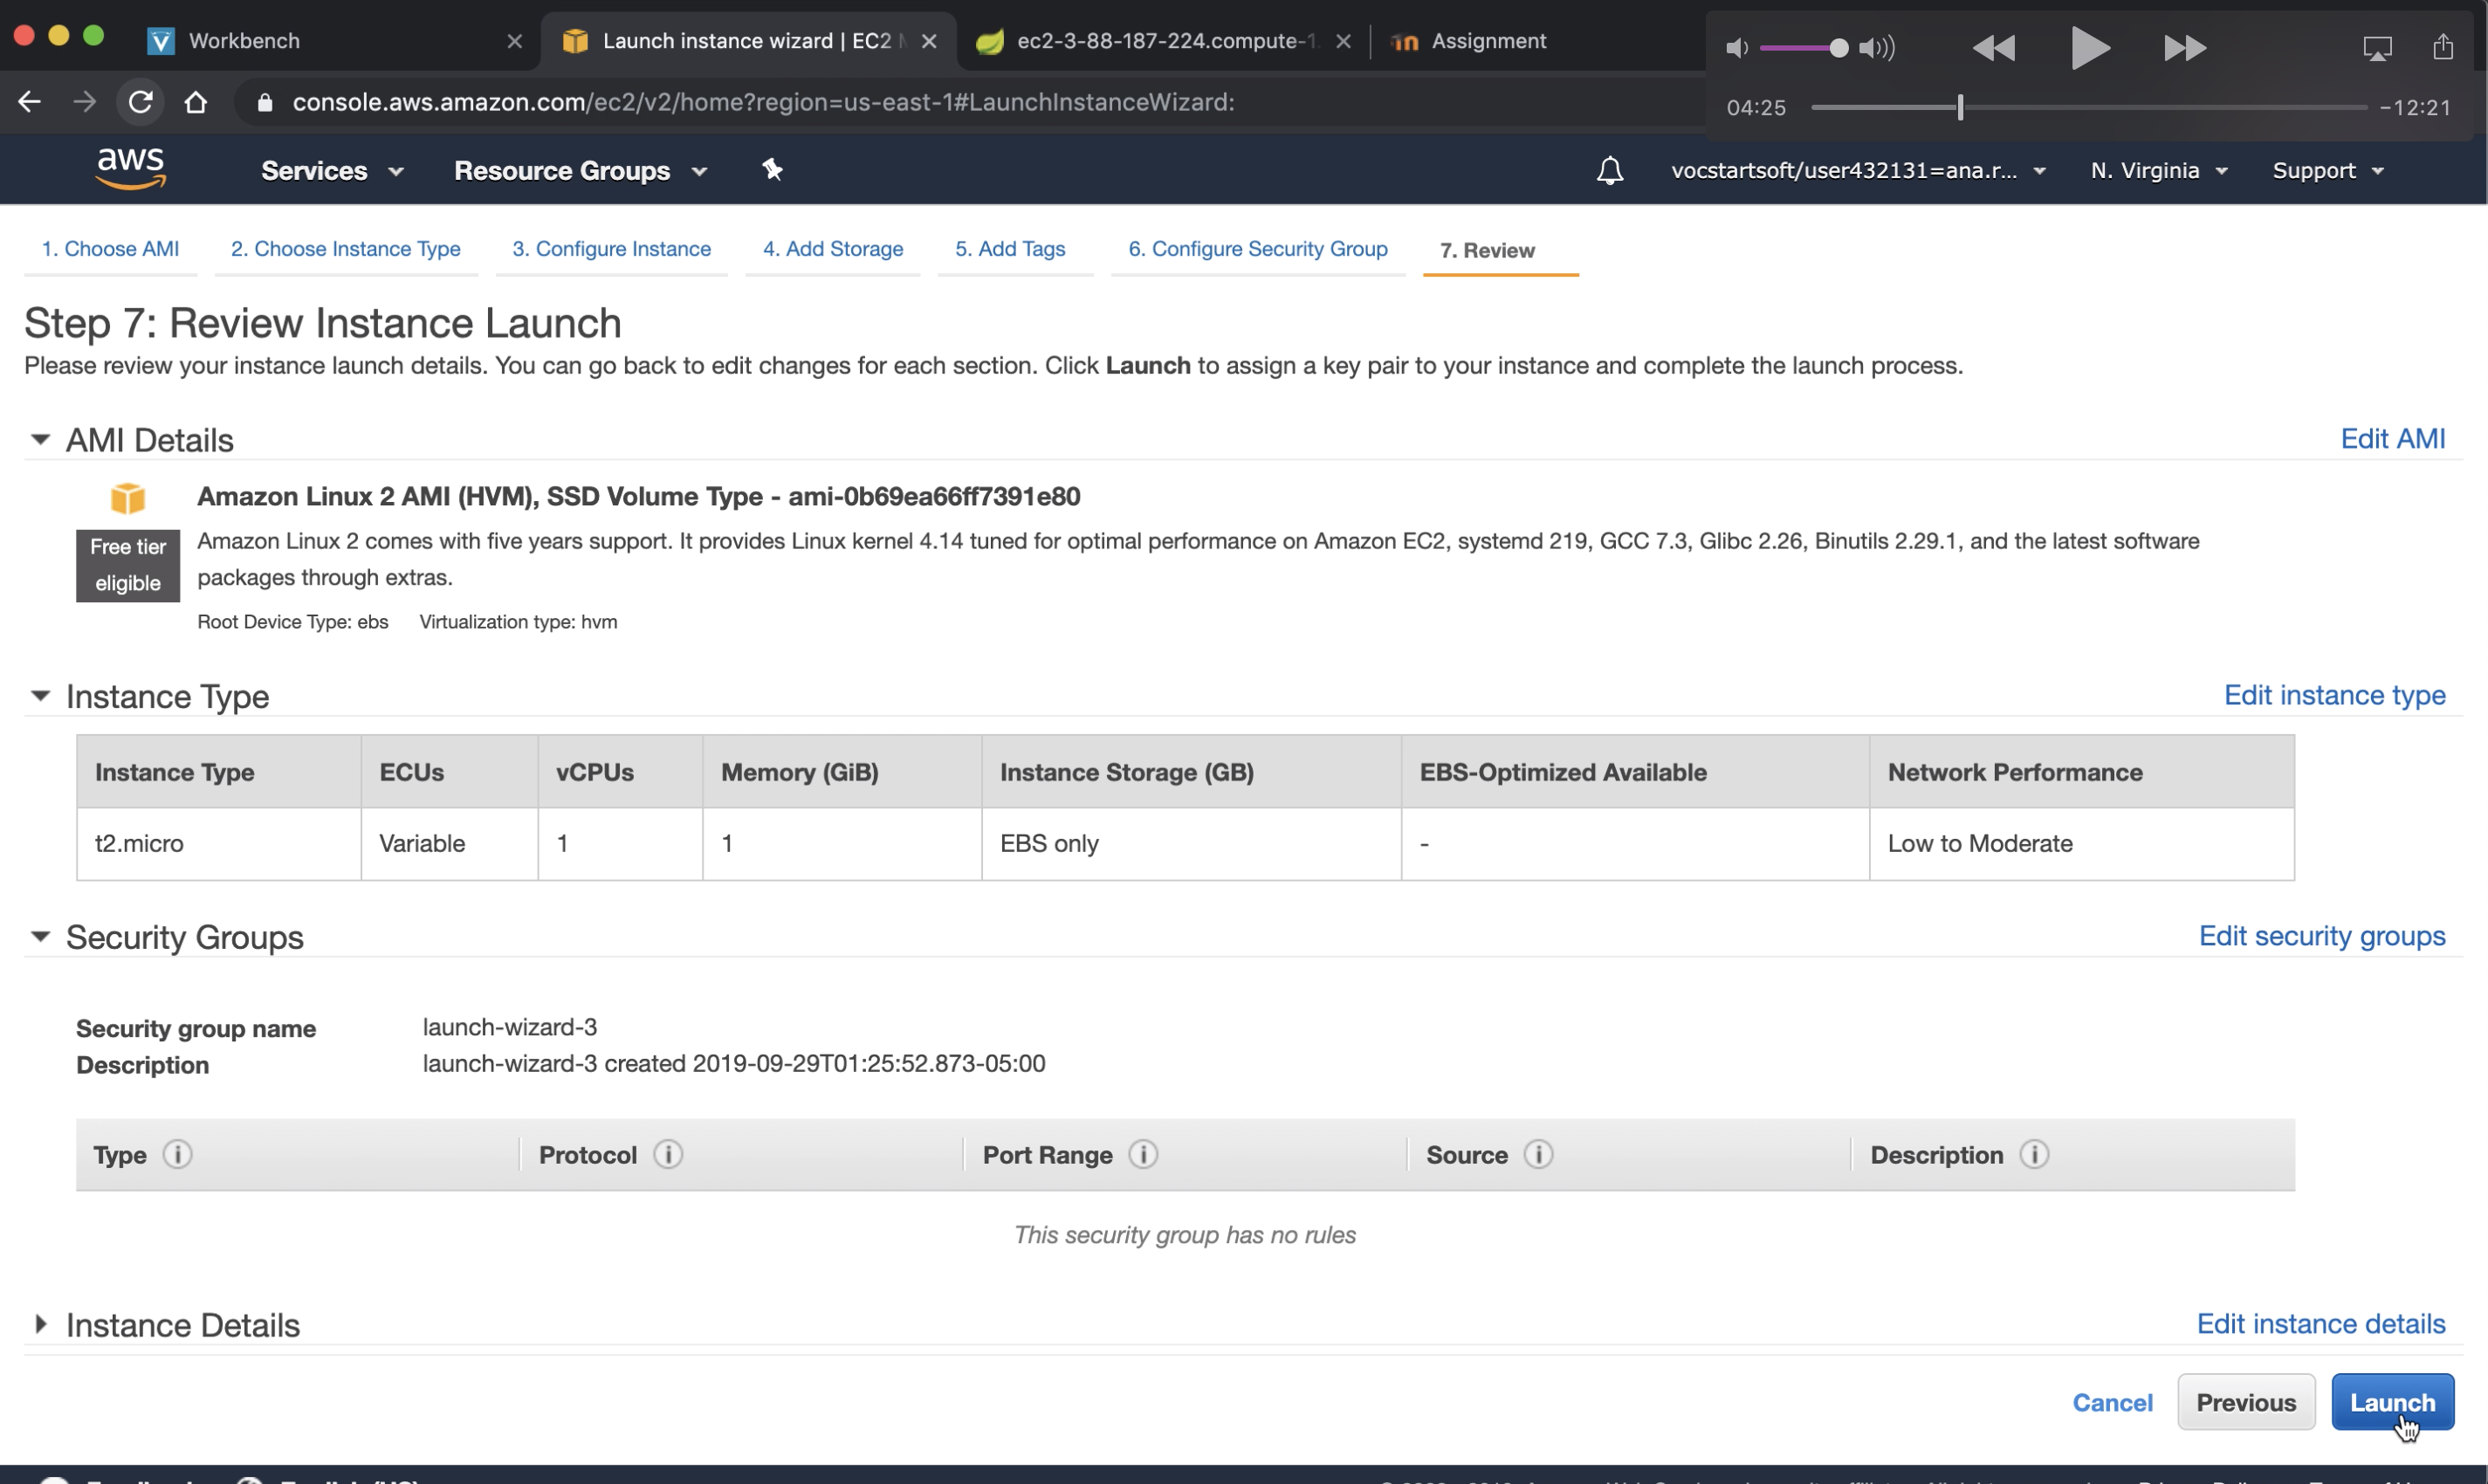 Workbench
Launch instance wizard | EC2
ec2-3-88-187-224.compute-1.
Assignment
04:25
-12:21
console.aws.amazon.com/ec2/v2/home?region=us-east-1#LaunchInstanceWizard:
aws
Services
Resource Groups
vocstartsoft/user432131=ana.r...
N. Virginia
Support
1. Choose AMI
2. Choose Instance Type
3. Configure Instance
4. Add Storage
5. Add Tags
6. Configure Security Group
7. Review
Step 7: Review Instance Launch
Please review your instance launch details. You can go back to edit changes for each section. Click Launch to assign a key pair to your instance and complete the launch process.
AMI Details
Edit AMI
Amazon Linux 2 AMI (HVM), SSD Volume Type - ami-0b69ea66ff7391e80
Free tier
eligible
Amazon Linux 2 comes with five years support. It provides Linux kernel 4.14 tuned for optimal performance on Amazon EC2, systemd 219, GCC 7.3, Glibc 2.26, Binutils 2.29.1, and the latest software
packages through extras.
Root Device Type: ebs Virtualization type: hvm
Instance Type
Edit instance type
Instance Type ECUs vCPUs Memory (GiB) Instance Storage (GB) EBS-Optimized Available Network Performance
t2.micro Variable 1 1 EBS only - Low to Moderate
Security Groups
Edit security groups
Security group name launch-wizard-3
Description launch-wizard-3 created 2019-09-29T01:25:52.873-05:00
Type Protocol Port Range Source Description
This security group has no rules
Instance Details
Edit instance details
Cancel
Previous
Launch